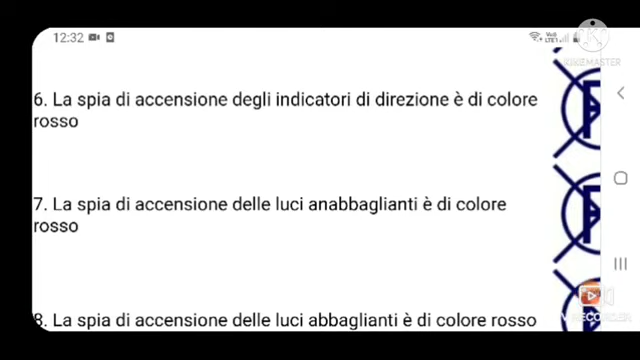 12:32
KINEMASTER
6. La spia di accensione degli indicatori di direzione è di colore
rosso
7. La spia di accensione delle luci anabbaglianti è di colore
rosso
8. La spia di accensione delle luci abbaglianti è di colore rosso